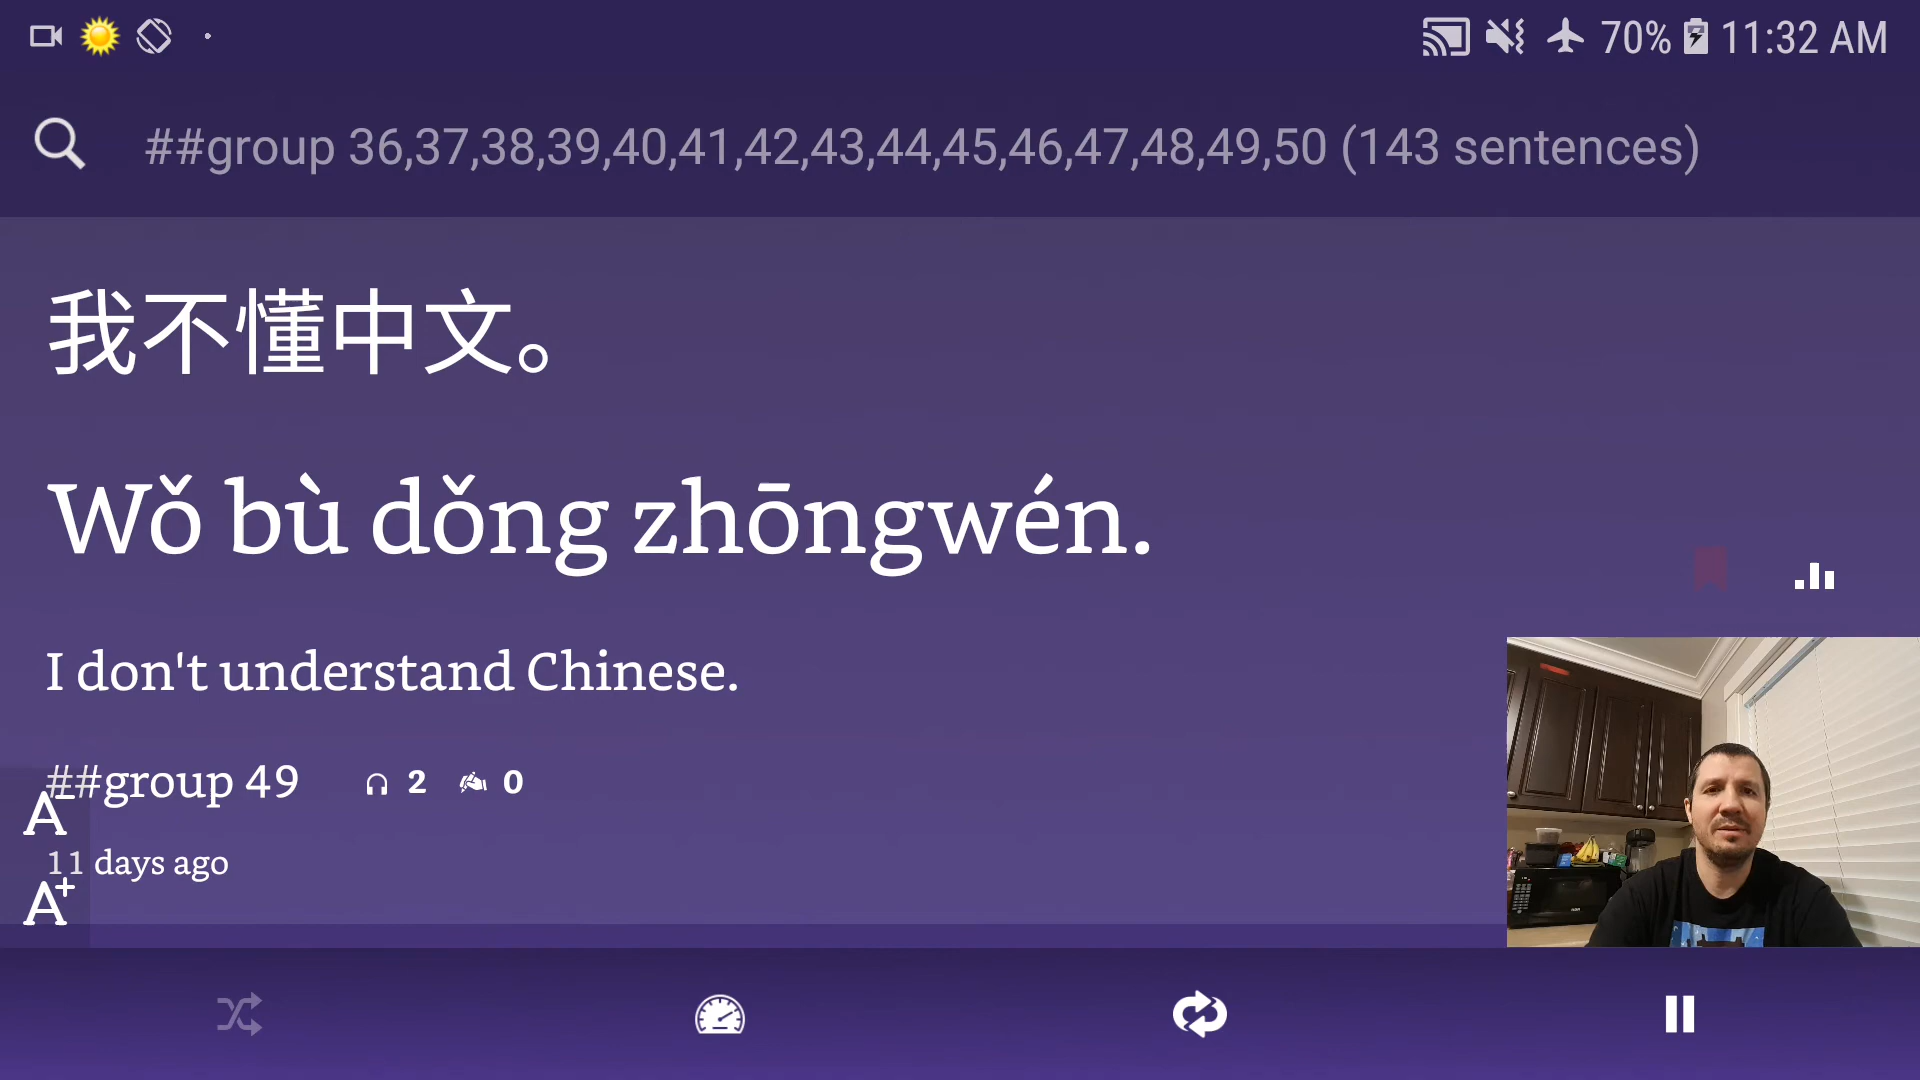 70% 11:32 AM
##group 36,37,38,39,40,41,42,43,44,45,46,47,48,49,50 (143 sentences)
我不懂中文。
Wǒ bù dǒng zhōngwén.
I don't understand Chinese.
##group 49 2 0
A-
11 days ago
A+